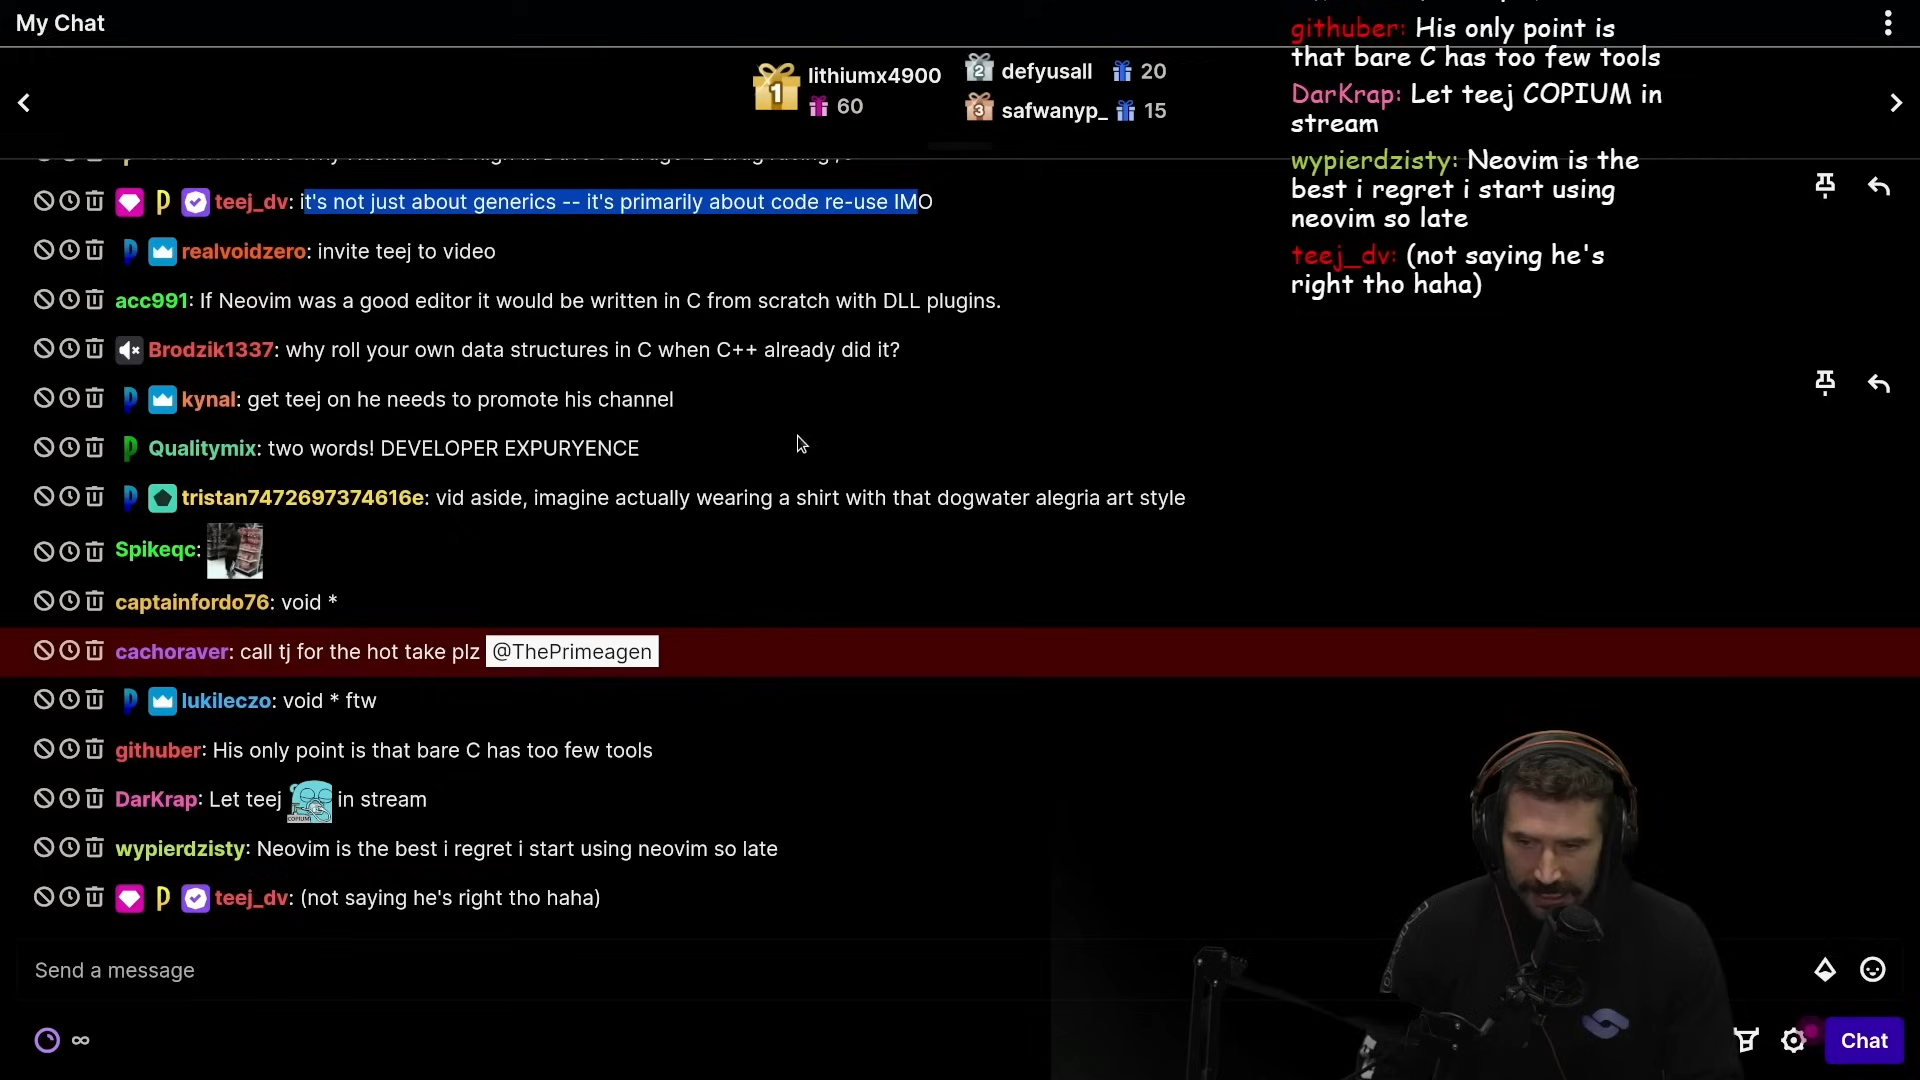 My Chat
githuber: His only point is
that bare C has too few tools
DarKrap: Let teej COPIUM in
stream
wypierdzisty: Neovim is the
best i regret i start using
neovim so late
teej_dv: (not saying he's
right tho haha)
1 lithiumx4900
60
2 defyusall 20
3 safwanyp_ 15
teej_dv: it's not just about generics -- it's primarily about code re-use IMO
realvoidzero: invite teej to video
acc991: If Neovim was a good editor it would be written in C from scratch with DLL plugins.
Brodzik1337: why roll your own data structures in C when C++ already did it?
kynal: get teej on he needs to promote his channel
Qualitymix: two words! DEVELOPER EXPURYENCE
tristan7472697374616e: vid aside, imagine actually wearing a shirt with that dogwater alegria art style
Spikeqc:
captainfordo76: void *
cachoraver: call tj for the hot take plz @ThePrimeagen
lukileczo: void * ftw
githuber: His only point is that bare C has too few tools
DarKrap: Let teej COPIUM in stream
wypierdzisty: Neovim is the best i regret i start using neovim so late
teej_dv: (not saying he's right tho haha)
Send a message
∞
Chat